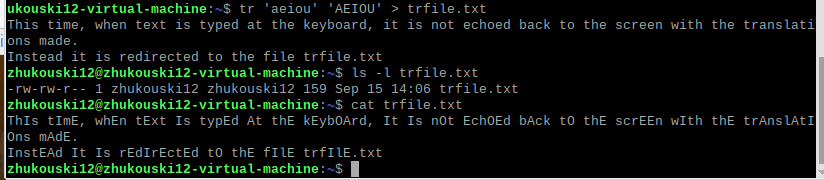 ukouski12-virtual-machine:~$ tr 'aeiou' 'AEIOU' > trfile.txt
This time, when text is typed at the keyboard, it is not echoed back to the screen with the translati
ons made.
Instead it is redirected to the file trfile.txt
zhukouski12@zhukouski12-virtual-machine:~$ ls -l trfile.txt
-rw-rw-r-- 1 zhukouski12 zhukouski12 159 Sep 15 14:06 trfile.txt
zhukouski12@zhukouski12-virtual-machine:~$ cat trfile.txt
ThIs tImE, whEn tExt Is typEd At thE kEybOArd, It Is nOt EchOEd bAck tO thE scrEEn wIth thE trAnslAtI
Ons mAdE.
InstEAd It Is rEdIrEctEd tO thE fIlE trfIlE.txt
zhukouski12@zhukouski12-virtual-machine:~$